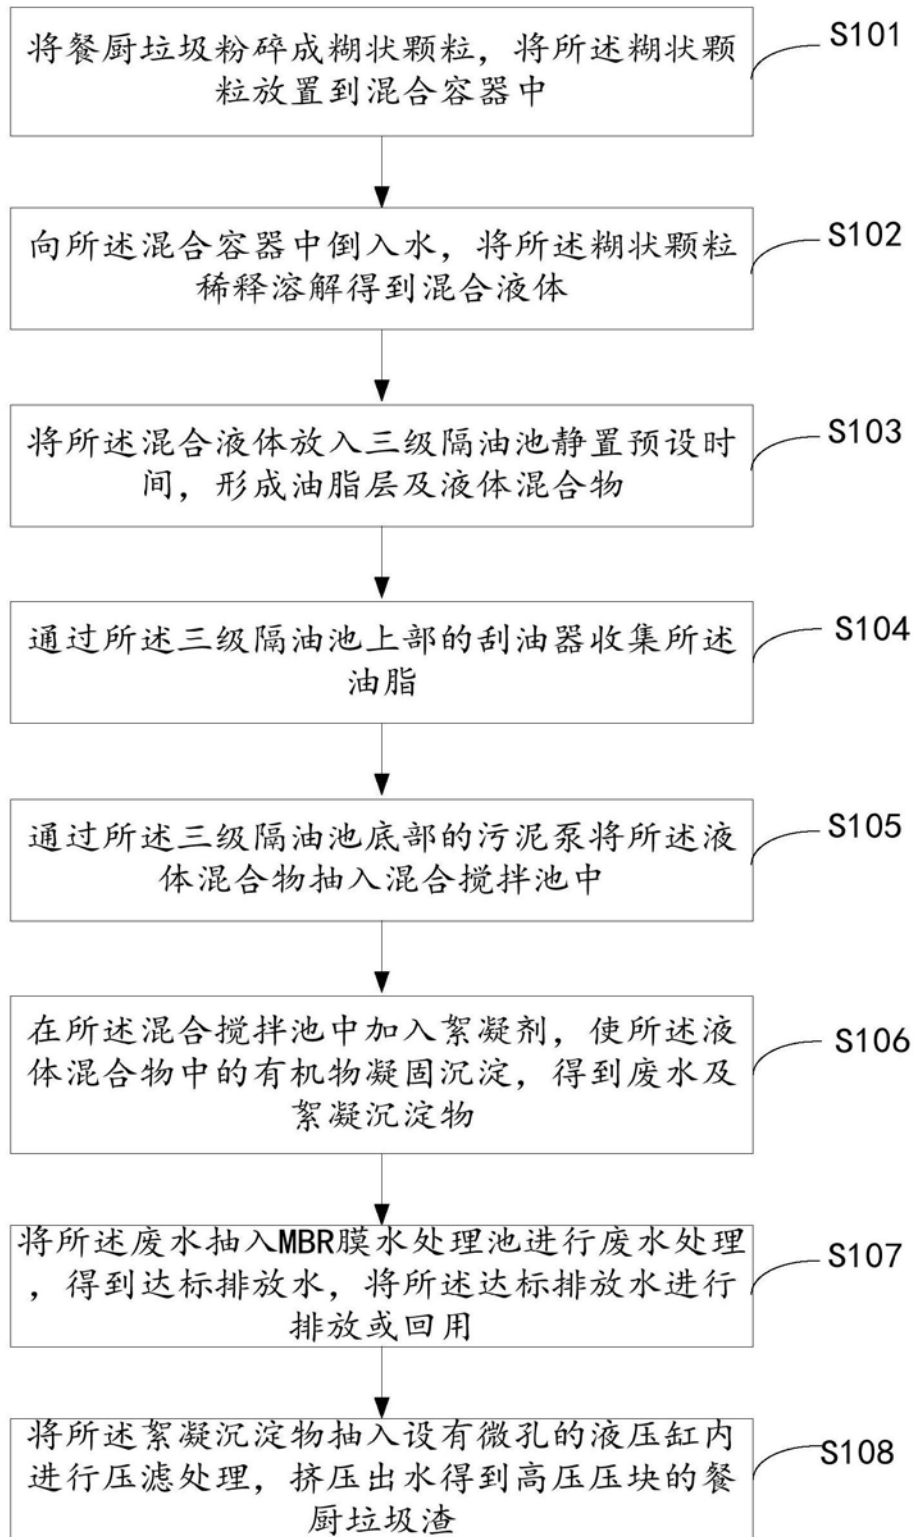 将餐厨垃圾粉碎成糊状颗粒，将所述糊状颗
粒放置到混合容器中
S101
向所述混合容器中倒入水，将所述糊状颗粒
稀释溶解得到混合液体
S102
将所述混合液体放入三级隔油池静置预设时
间，形成油脂层及液体混合物
S103
通过所述三级隔油池上部的刮油器收集所述
油脂
S104
通过所述三级隔油池底部的污泥泵将所述液
体混合物抽入混合搅拌池中
S105
在所述混合搅拌池中加入絮凝剂，使所述液
体混合物中的有机物凝固沉淀，得到废水及
絮凝沉淀物
S106
将所述废水抽入MBR膜水处理池进行废水处理
，得到达标排放水，将所述达标排放水进行
排放或回用
S107
将所述絮凝沉淀物抽入设有微孔的液压缸内
进行压滤处理，挤压出水得到高压压块的餐
厨垃圾渣
S108